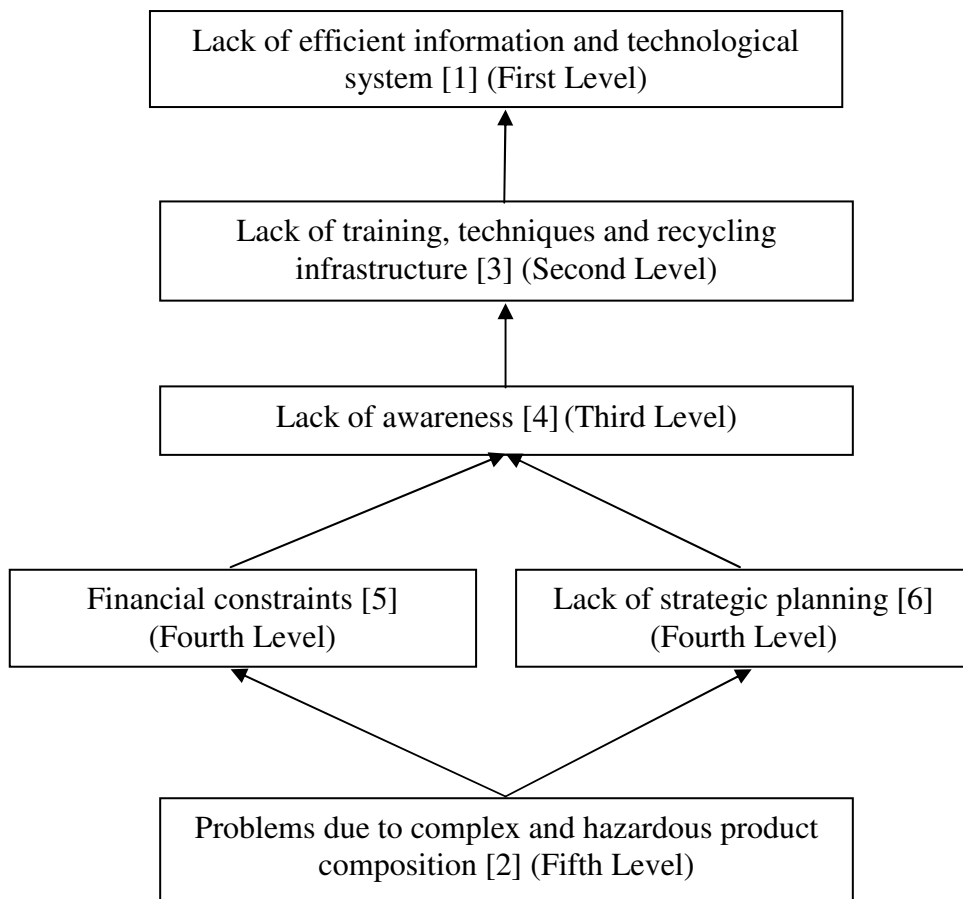 Lack of efficient information and technological
system [1] (First Level)
Lack of training, techniques and recycling
infrastructure [3] (Second Level)
Lack of awareness [4] (Third Level)
Financial constraints [5]
(Fourth Level)
Lack of strategic planning [6]
(Fourth Level)
Problems due to complex and hazardous product
composition [2] (Fifth Level)